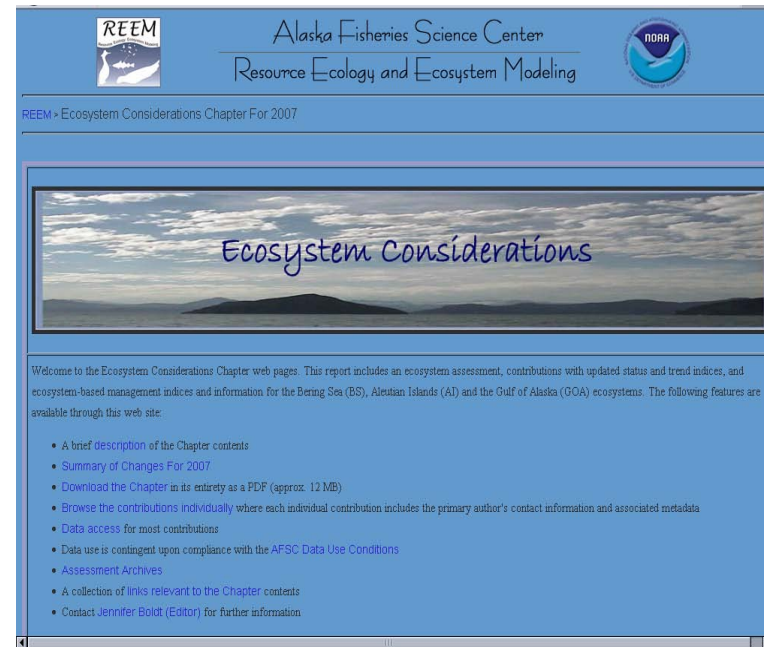 REEM
Resource Ecology Ecosystem Modeling
Alaska Fisheries Science Center
Resource Ecology and Ecosystem Modeling
NOAA
REEM > Ecosystem Considerations Chapter For 2007
Ecosystem Considerations
Welcome to the Ecosystem Considerations Chapter web pages. This report includes an ecosystem assessment, contributions with updated status and trend indices, and
ecosystem-based management indices and information for the Bering Sea (BS), Aleutian Islands (AI) and the Gulf of Alaska (GOA) ecosystems. The following features are
available through this web site:
• A brief description of the Chapter contents
• Summary of Changes For 2007
• Download the Chapter in its entirety as a PDF (approx. 12 MB)
• Browse the contributions individually where each individual contribution includes the primary author's contact information and associated metadata
• Data access for most contributions
• Data use is contingent upon compliance with the AFSC Data Use Conditions
• Assessment Archives
• A collection of links relevant to the Chapter contents
• Contact Jennifer Boldt (Editor) for further information